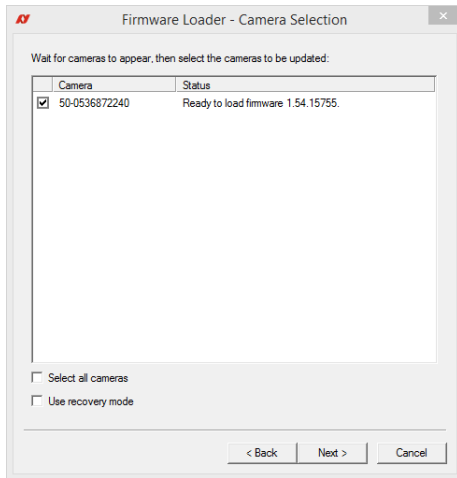 Firmware Loader - Camera Selection
Wait for cameras to appear, then select the cameras to be updated:
Camera Status
50-0536872240 Ready to load firmware 1.54.15755.
Select all cameras
Use recovery mode
< Back Next > Cancel